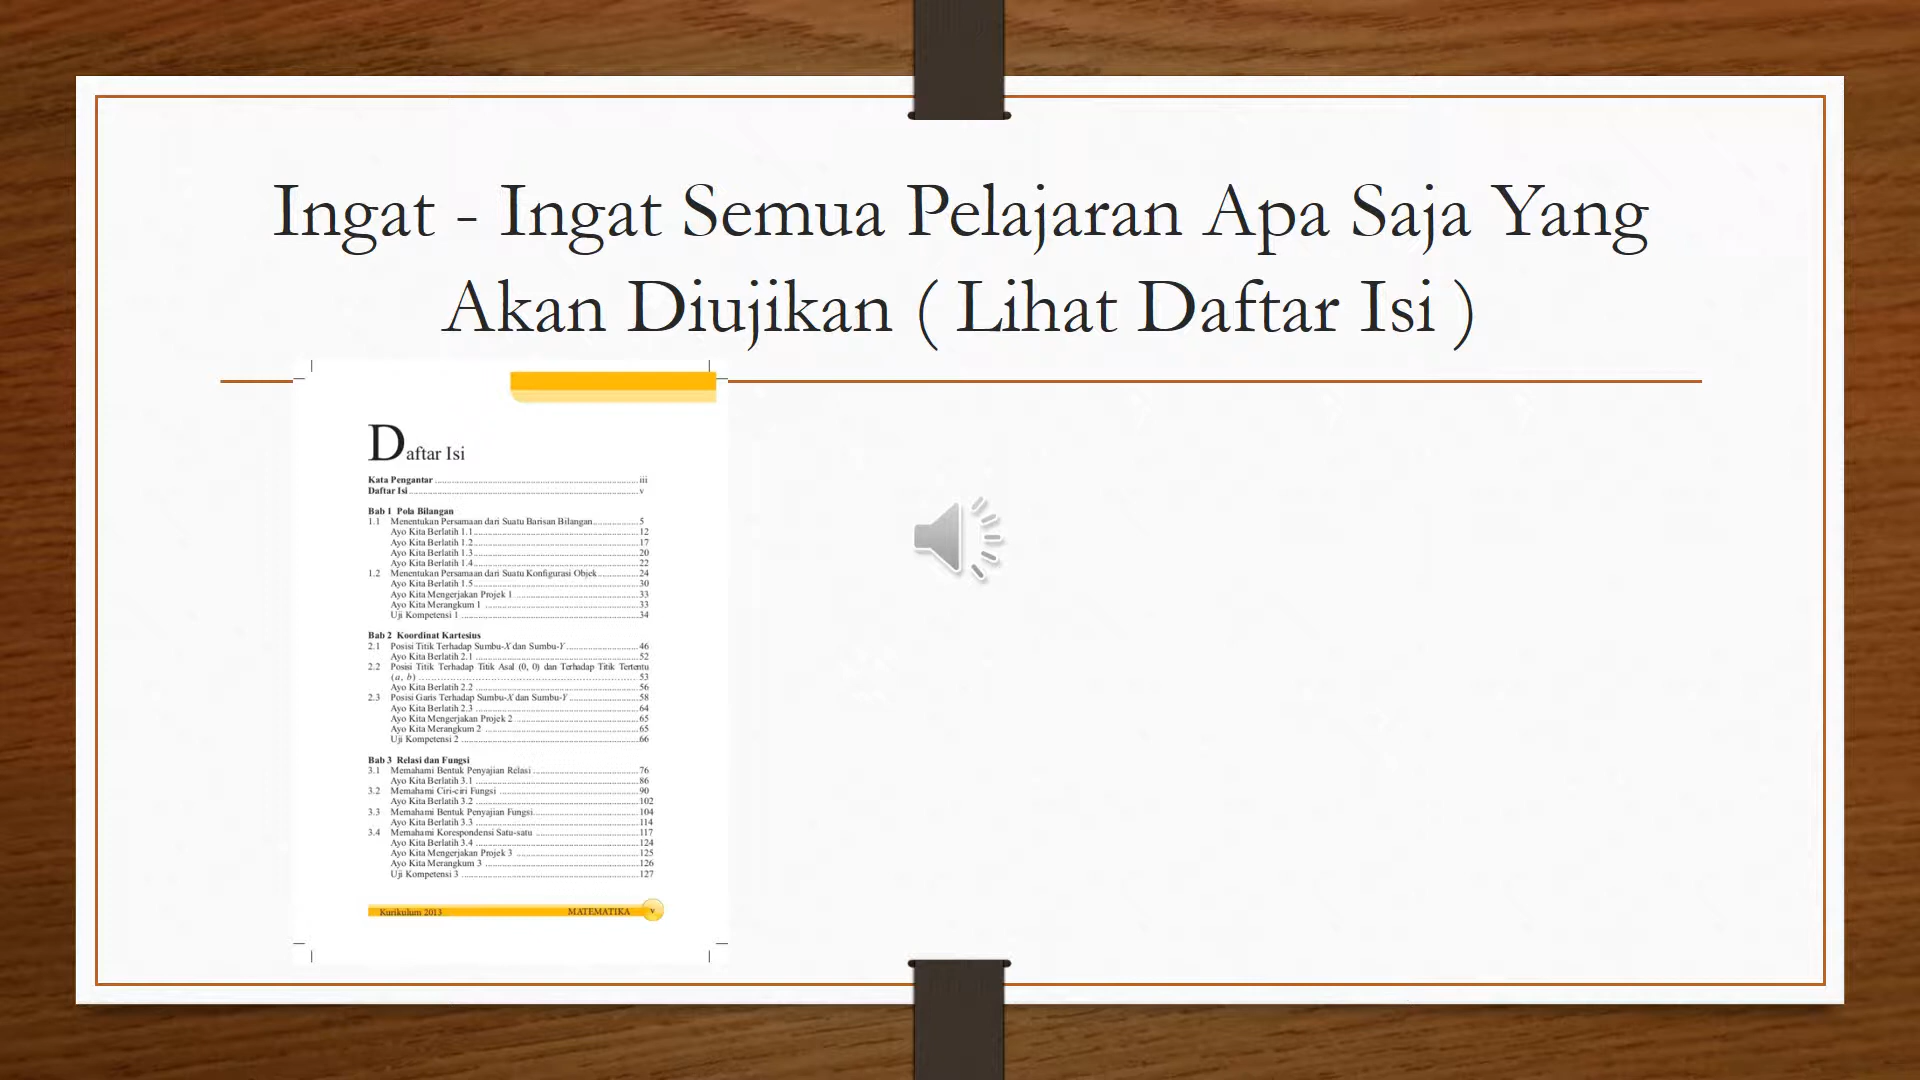 Ingat - Ingat Semua Pelajaran Apa Saja Yang
Akan Diujikan ( Lihat Daftar Isi )
Daftar Isi
Kata Pengantar ........ iii
Daftar Isi ........ v
Bab 1 Pola Bilangan
1.1 Menentukan Persamaan dari Suatu Barisan Bilangan ........ 5
Ayo Kita Berlatih 1.1 ........ 12
Ayo Kita Berlatih 1.2 ........ 17
Ayo Kita Berlatih 1.3 ........ 20
Ayo Kita Berlatih 1.4 ........ 22
1.2 Menentukan Persamaan dari Suatu Konfigurasi Objek ........ 24
Ayo Kita Berlatih 1.5 ........ 30
Ayo Kita Mengerjakan Projek 1 ........ 33
Ayo Kita Merangkum 1 ........ 33
Uji Kompetensi 1 ........ 34
Bab 2 Koordinat Kartesius
2.1 Posisi Titik Terhadap Sumbu-X dan Sumbu-Y ........ 46
Ayo Kita Berlatih 2.1 ........ 52
2.2 Posisi Titik Terhadap Titik Asal (0, 0) dan Terhadap Titik Tertentu
(a, b) ........ 53
Ayo Kita Berlatih 2.2 ........ 56
2.3 Posisi Garis Terhadap Sumbu-X dan Sumbu-Y ........ 58
Ayo Kita Berlatih 2.3 ........ 64
Ayo Kita Mengerjakan Projek 2 ........ 65
Ayo Kita Merangkum 2 ........ 65
Uji Kompetensi 2 ........ 66
Bab 3 Relasi dan Fungsi
3.1 Memahami Bentuk Penyajian Relasi ........ 76
Ayo Kita Berlatih 3.1 ........ 86
3.2 Memahami Ciri-ciri Fungsi ........ 90
Ayo Kita Berlatih 3.2 ........ 102
3.3 Memahami Bentuk Penyajian Fungsi ........ 104
Ayo Kita Berlatih 3.3 ........ 114
3.4 Memahami Korespondensi Satu-satu ........ 117
Ayo Kita Berlatih 3.4 ........ 124
Ayo Kita Mengerjakan Projek 3 ........ 125
Ayo Kita Merangkum 3 ........ 126
Uji Kompetensi 3 ........ 127
Kurikulum 2013 MATEMATIKA v